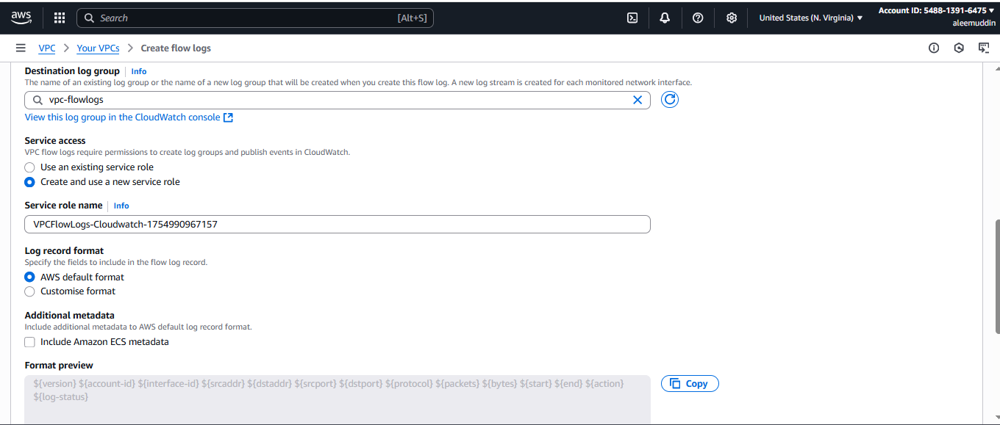 aws
Search [Alt+S]
United States (N. Virginia)
Account ID: 5488-1391-6475
aleemuddin
VPC
Your VPCs
Create flow logs
Destination log group Info
The name of an existing log group or the name of a new log group that will be created when you create this flow log. A new log stream is created for each monitored network interface.
vpc-flowlogs
View this log group in the CloudWatch console
Service access
VPC flow logs require permissions to create log groups and publish events in CloudWatch.
Use an existing service role
Create and use a new service role
Service role name Info
VPCFlowLogs-Cloudwatch-1754990967157
Log record format
Specify the fields to include in the flow log record.
AWS default format
Customise format
Additional metadata
Include additional metadata to AWS default log record format.
Include Amazon ECS metadata
Format preview
${version} ${account-id} ${interface-id} ${srcaddr} ${dstaddr} ${srcport} ${dstport} ${protocol} ${packets} ${bytes} ${start} ${end} ${action}
${log-status}
Copy